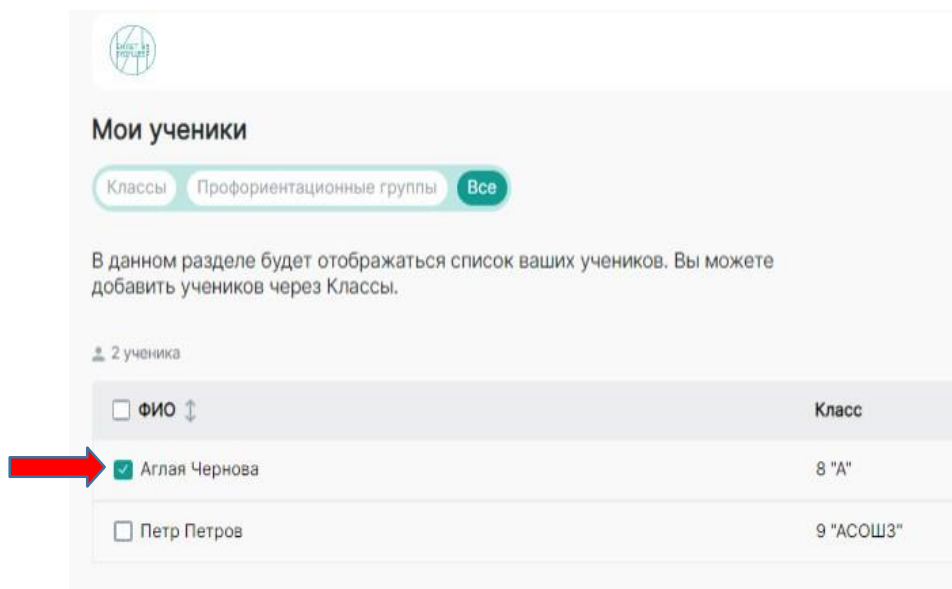 Мои ученики
Классы Профориентационные группы Все
В данном разделе будет отображаться список ваших учеников. Вы можете
добавить учеников через Классы.
2 ученика
ФИО Класс
Аглая Чернова 8 "А"
Петр Петров 9 "АСОШ3"